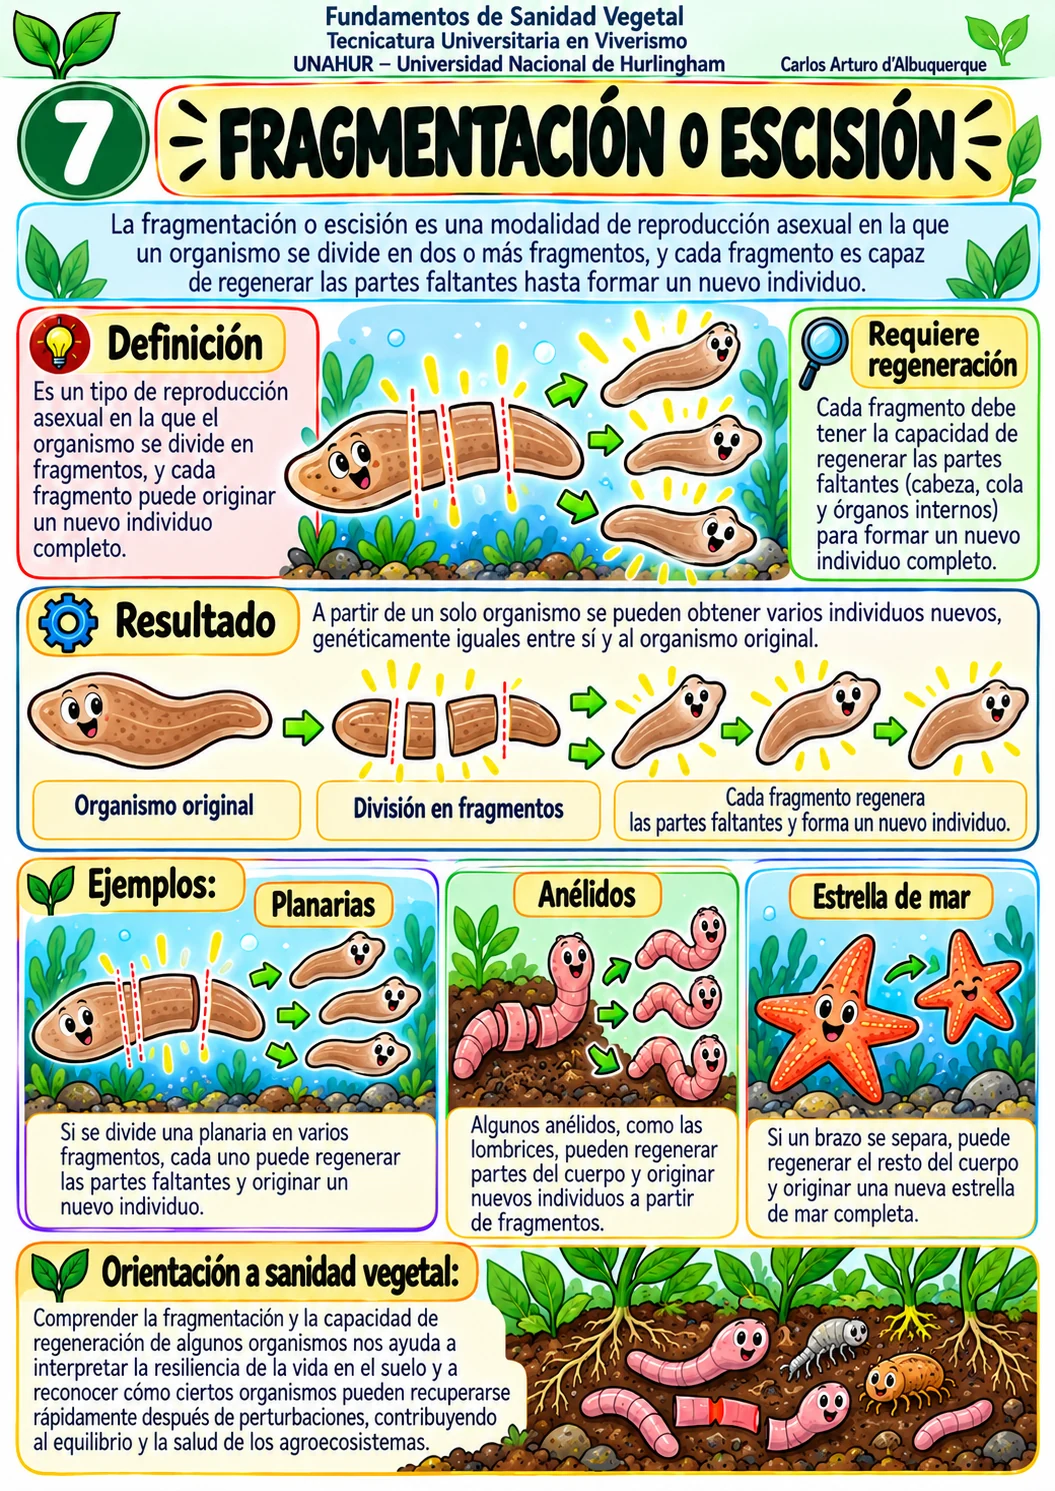 Fundamentos de Sanidad Vegetal
Tecnicatura Universitaria en Viverismo
UNAHUR – Universidad Nacional de Hurlingham
Carlos Arturo d’Albuquerque
7
FRAGMENTACIÓN O ESCISIÓN
La fragmentación o escisión es una modalidad de reproducción asexual en la que
un organismo se divide en dos o más fragmentos, y cada fragmento es capaz
de regenerar las partes faltantes hasta formar un nuevo individuo.
Definición
Es un tipo de reproducción
asexual en la que el
organismo se divide en
fragmentos, y cada
fragmento puede originar
un nuevo individuo
completo.
Requiere
regeneración
Cada fragmento debe
tener la capacidad de
regenerar las partes
faltantes (cabeza, cola
y órganos internos)
para formar un nuevo
individuo completo.
Resultado
A partir de un solo organismo se pueden obtener varios individuos nuevos,
genéticamente iguales entre sí y al organismo original.
Organismo original
División en fragmentos
Cada fragmento regenera
las partes faltantes y forma un nuevo individuo.
Ejemplos:
Planarias
Si se divide una planaria en varios
fragmentos, cada uno puede regenerar
las partes faltantes y originar un
nuevo individuo.
Anélidos
Algunos anélidos, como las
lombrices, pueden regenerar
partes del cuerpo y originar
nuevos individuos a partir
de fragmentos.
Estrella de mar
Si un brazo se separa, puede
regenerar el resto del cuerpo
y originar una nueva estrella
de mar completa.
Orientación a sanidad vegetal:
Comprender la fragmentación y la capacidad de
regeneración de algunos organismos nos ayuda a
interpretar la resiliencia de la vida en el suelo y a
reconocer cómo ciertos organismos pueden recuperarse
rápidamente después de perturbaciones, contribuyendo
al equilibrio y la salud de los agroecosistemas.